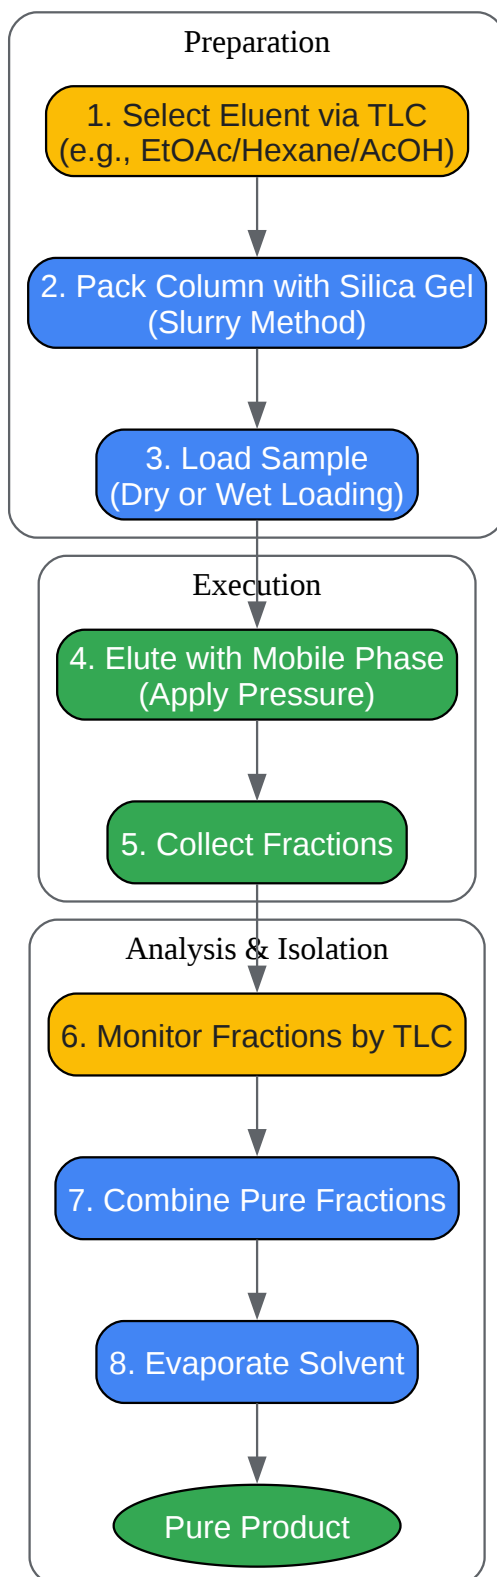 Preparation
1. Select Eluent via TLC
(e.g., EtOAc/Hexane/AcOH)
2. Pack Column with Silica Gel
(Slurry Method)
3. Load Sample
(Dry or Wet Loading)
Execution
4. Elute with Mobile Phase
(Apply Pressure)
5. Collect Fractions
Analysis & Isolation
6. Monitor Fractions by TLC
7. Combine Pure Fractions
8. Evaporate Solvent
Pure Product